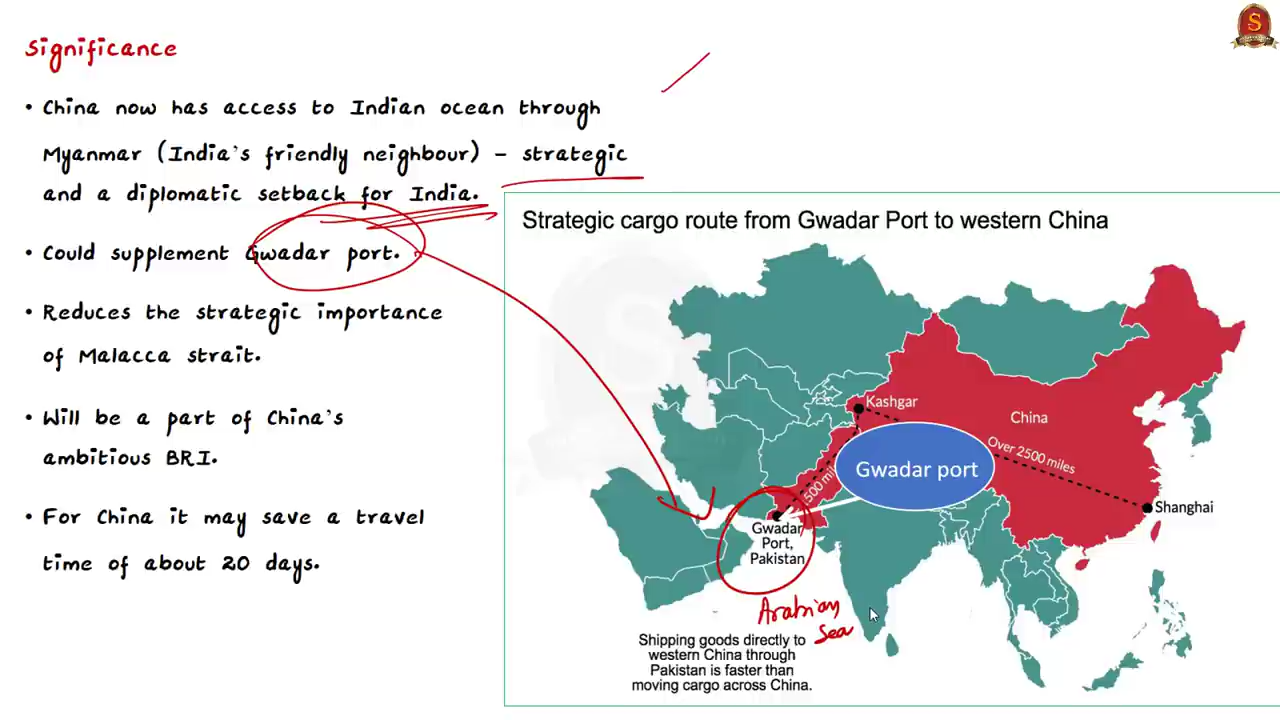 Significance
• China now has access to Indian ocean through
Myanmar (India's friendly neighbour) – strategic
and a diplomatic setback for India.
• Could supplement Gwadar port.
• Reduces the strategic importance
of Malacca strait.
• Will be a part of China's
ambitious BRI.
• For China it may save a travel
time of about 20 days.
Strategic cargo route from Gwadar Port to western China
Kashgar
China
Gwadar port
Over 2500 miles
Shanghai
Gwadar
Port,
Pakistan
Arabian
Sea
Shipping goods directly to
western China through
Pakistan is faster than
moving cargo across China.
S